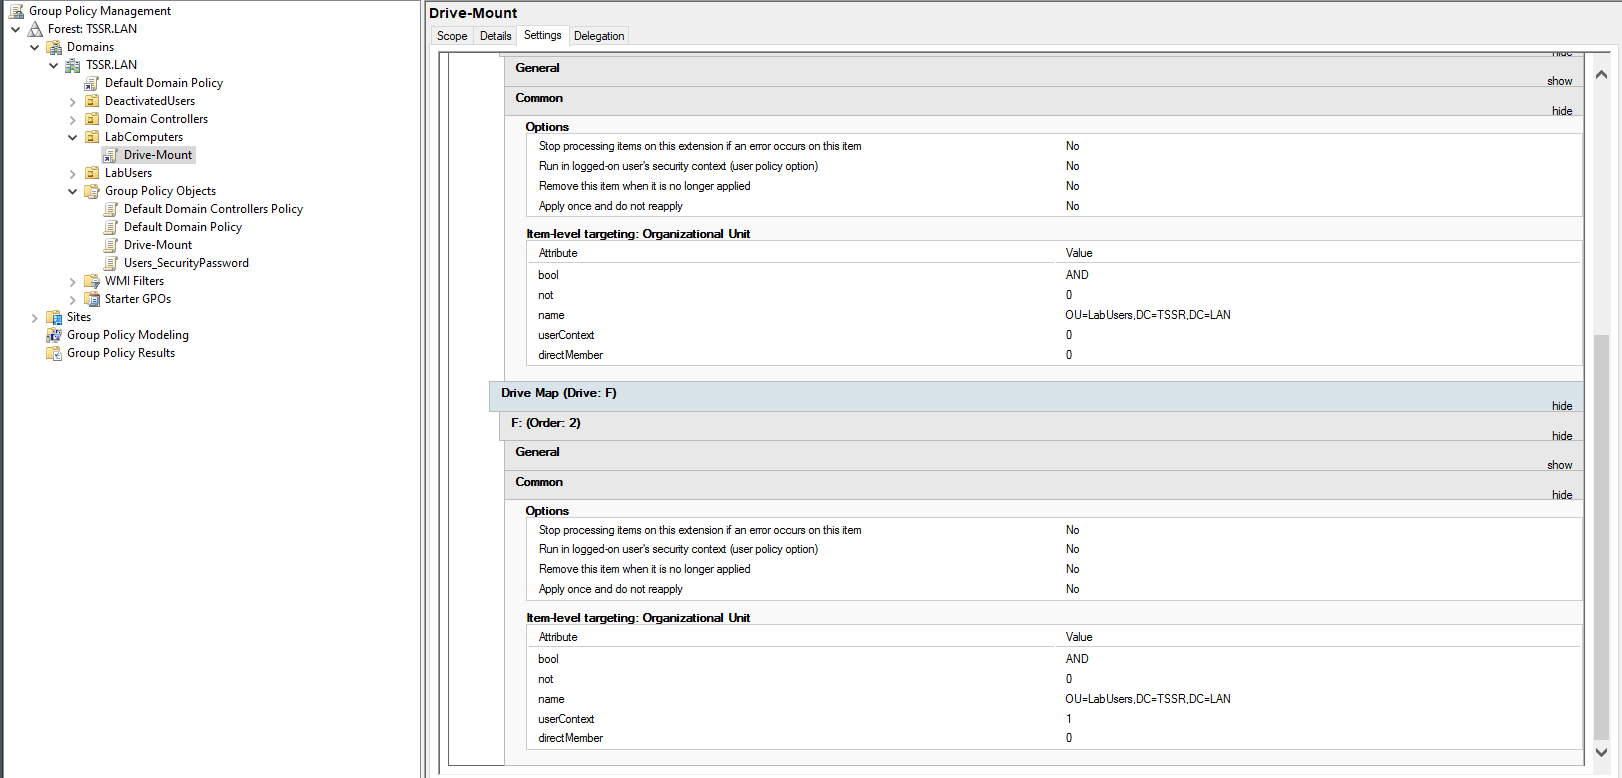 Group Policy Management
Forest: TSSR.LAN
Domains
TSSR.LAN
Default Domain Policy
DeactivatedUsers
Domain Controllers
LabComputers
Drive-Mount
LabUsers
Group Policy Objects
Default Domain Controllers Policy
Default Domain Policy
Drive-Mount
Users_SecurityPassword
WMI Filters
Starter GPOs
Sites
Group Policy Modeling
Group Policy Results
Drive-Mount
Scope Details Settings Delegation
hide
General
show
Common
hide
Options
Stop processing items on this extension if an error occurs on this item No
Run in logged-on user's security context (user policy option) No
Remove this item when it is no longer applied No
Apply once and do not reapply No
Item-level targeting: Organizational Unit
Attribute Value
bool AND
not 0
name OU=LabUsers,DC=TSSR,DC=LAN
userContext 0
directMember 0
Drive Map (Drive: F)
hide
F: (Order: 2)
hide
General
show
Common
hide
Options
Stop processing items on this extension if an error occurs on this item No
Run in logged-on user's security context (user policy option) No
Remove this item when it is no longer applied No
Apply once and do not reapply No
Item-level targeting: Organizational Unit
Attribute Value
bool AND
not 0
name OU=LabUsers,DC=TSSR,DC=LAN
userContext 1
directMember 0